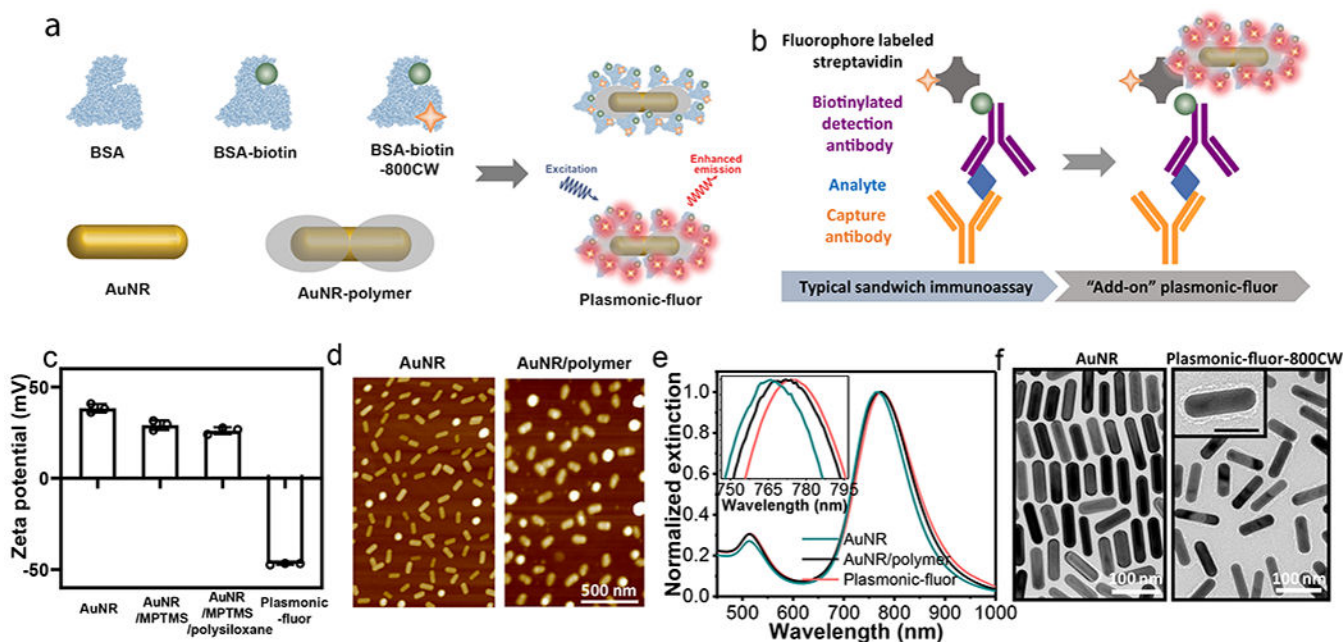 a
BSA
BSA-biotin
BSA-biotin
-800CW
AuNR
AuNR-polymer
Excitation
Enhanced
emission
Plasmonic-fluor
b
Fluorophore labeled
streptavidin
Biotinylated
detection
antibody
Analyte
Capture
antibody
Typical sandwich immunoassay
"Add-on" plasmonic-fluor
c
Zeta potential (mV)
50
0
-50
AuNR
AuNR
/MPTMS
AuNR
/MPTMS
/polysiloxane
Plasmonic
-fluor
d
AuNR
AuNR/polymer
500 nm
e
Normalized extinction
1.0
0.8
0.6
0.4
0.2
0.0
750 765 780 795
Wavelength (nm)
AuNR
AuNR/polymer
Plasmonic-fluor
500 600 700 800 900 1000
Wavelength (nm)
f
AuNR
Plasmonic-fluor-800CW
100 nm
100 nm